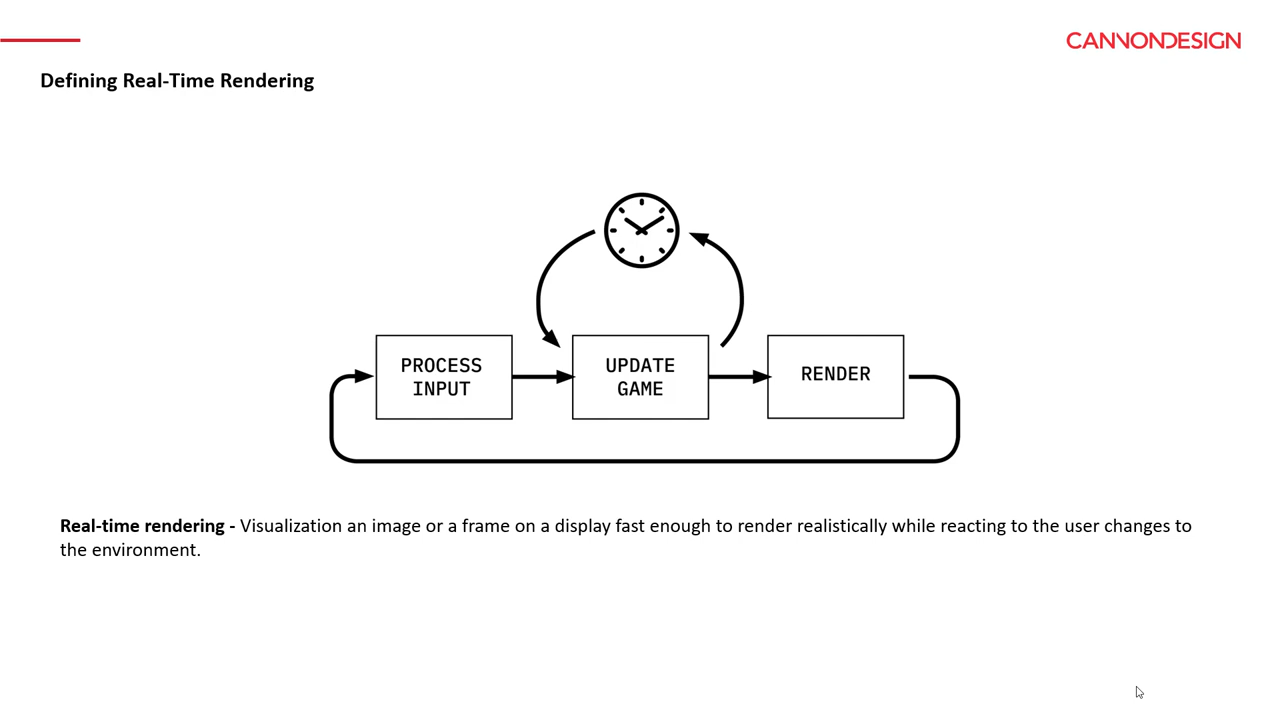 CANNONDESIGN
Defining Real-Time Rendering
PROCESS
INPUT
UPDATE
GAME
RENDER
Real-time rendering - Visualization an image or a frame on a display fast enough to render realistically while reacting to the user changes to
the environment.